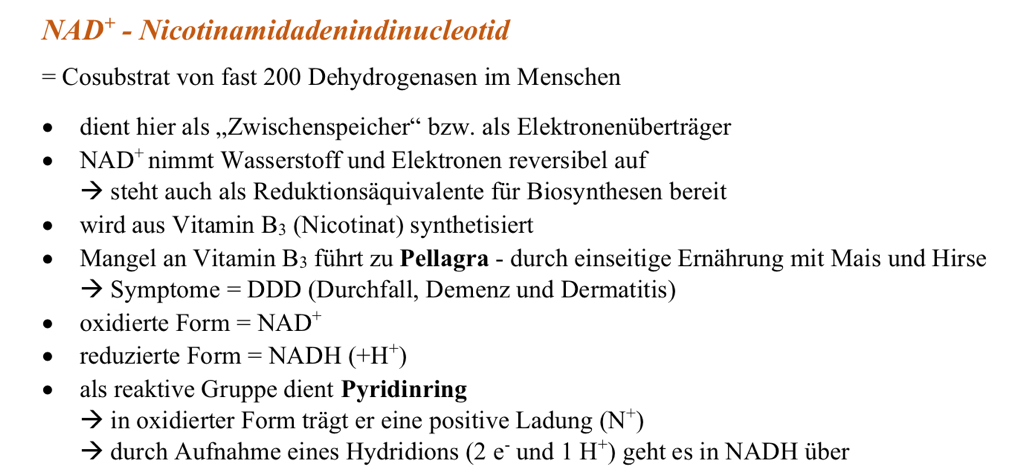 NAD⁺ - Nicotinamidadenindinucleotid
= Cosubstrat von fast 200 Dehydrogenasen im Menschen
• dient hier als „Zwischenspeicher“ bzw. als Elektronenüberträger
• NAD⁺ nimmt Wasserstoff und Elektronen reversibel auf
→ steht auch als Reduktionsäquivalente für Biosynthesen bereit
• wird aus Vitamin B₃ (Nicotinat) synthetisiert
• Mangel an Vitamin B₃ führt zu Pellagra - durch einseitige Ernährung mit Mais und Hirse
→ Symptome = DDD (Durchfall, Demenz und Dermatitis)
• oxidierte Form = NAD⁺
• reduzierte Form = NADH (+H⁺)
• als reaktive Gruppe dient Pyridinring
→ in oxidierter Form trägt er eine positive Ladung (N⁺)
→ durch Aufnahme eines Hydridions (2 e⁻ und 1 H⁺) geht es in NADH über